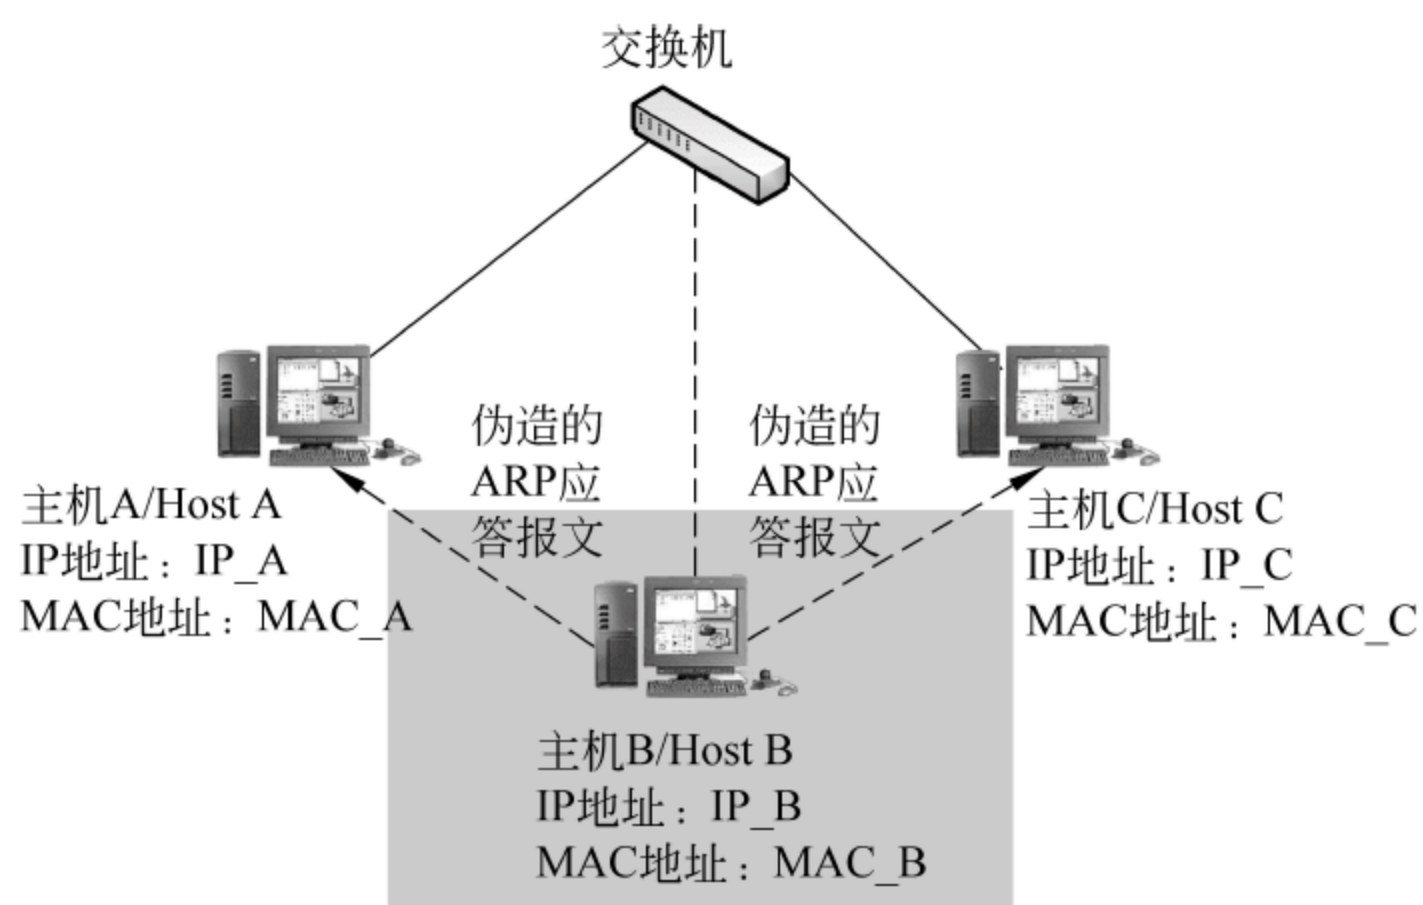 交换机
伪造的
ARP应
答报文
伪造的
ARP应
答报文
主机A/Host A
IP地址：IP_A
MAC地址：MAC_A
主机C/Host C
IP地址：IP_C
MAC地址：MAC_C
主机B/Host B
IP地址：IP_B
MAC地址：MAC_B